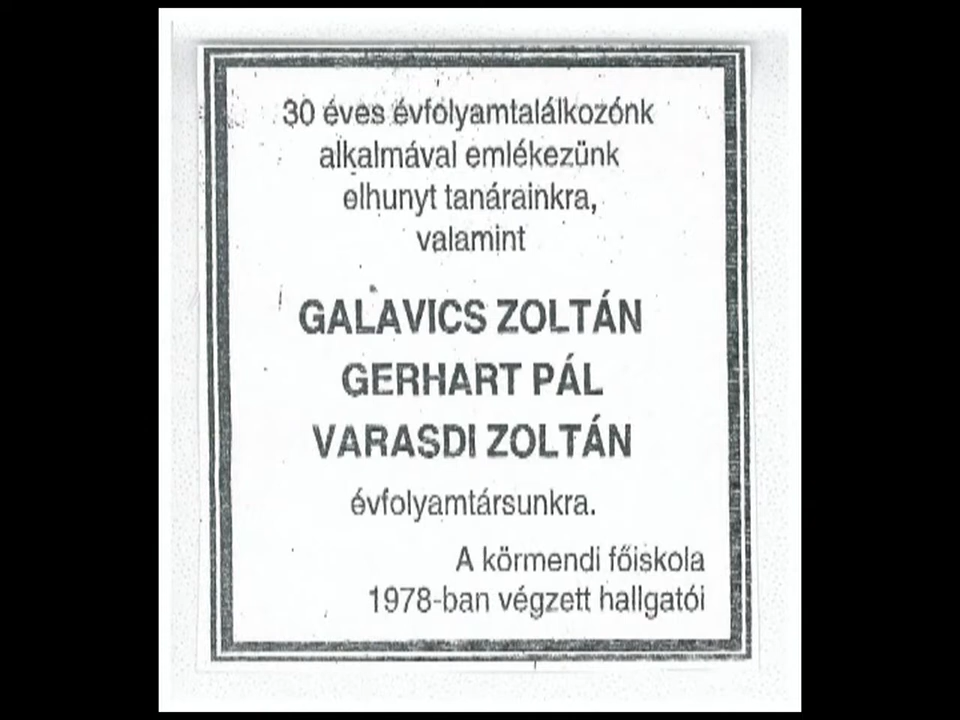 30 éves évfolyamtalálkozónk
alkalmával emlékezünk
elhunyt tanárainkra,
valamint
GALAVICS ZOLTÁN
GERHART PÁL
VARASDI ZOLTÁN
évfolyamtársunkra.
A körmendi főiskola
1978-ban végzett hallgatói